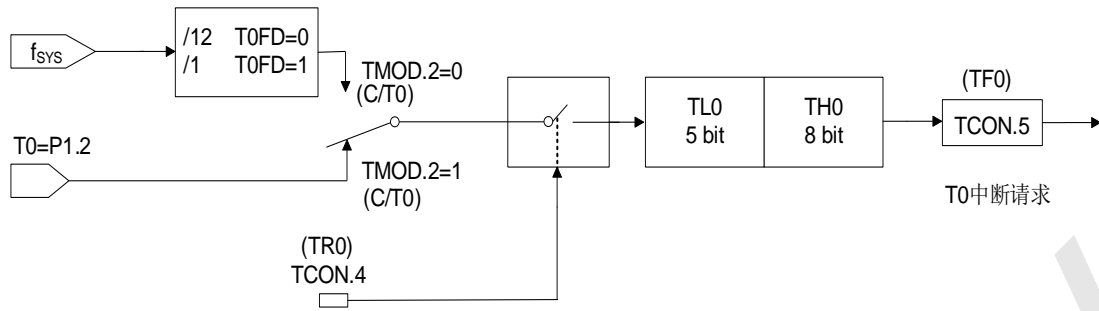 fSYS
/12 T0FD=0
/1 T0FD=1
TMOD.2=0
(C/T0)
T0=P1.2
TMOD.2=1
(C/T0)
(TR0)
TCON.4
TL0
5 bit
TH0
8 bit
(TF0)
TCON.5
T0中断请求